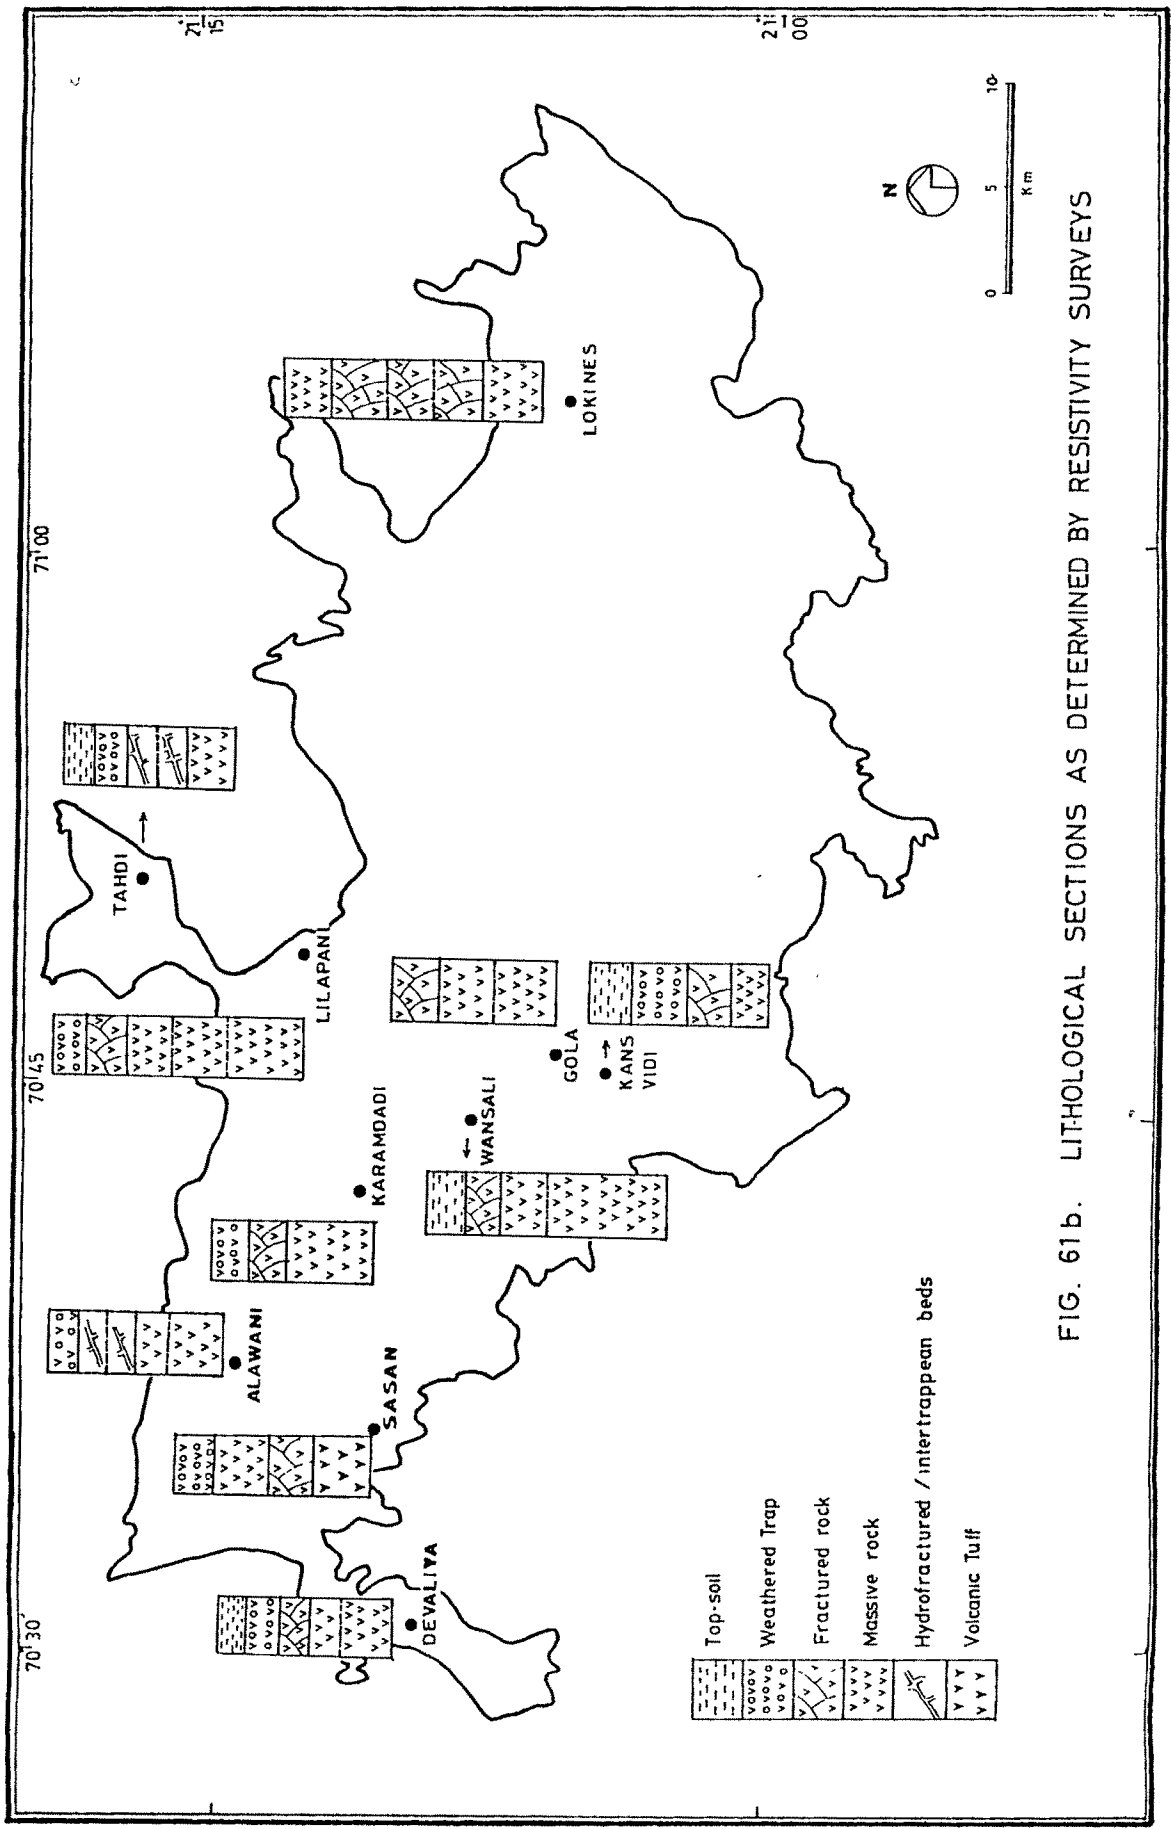 21°
15'
21°
00'
71°00'
70°45'
70°30'
TAHDI
LILAPANI
LOKINES
KARAMDADI
ALAWANI
SASAN
DEVALIYA
WANSALI
GOLA
KANS
VIDI
N
0 5 10
Km
Top-soil
Weathered Trap
Fractured rock
Massive rock
Hydrofractured / intertrappean beds
Volcanic Tuff
FIG. 61b. LITHOLOGICAL SECTIONS AS DETERMINED BY RESISTIVITY SURVEYS